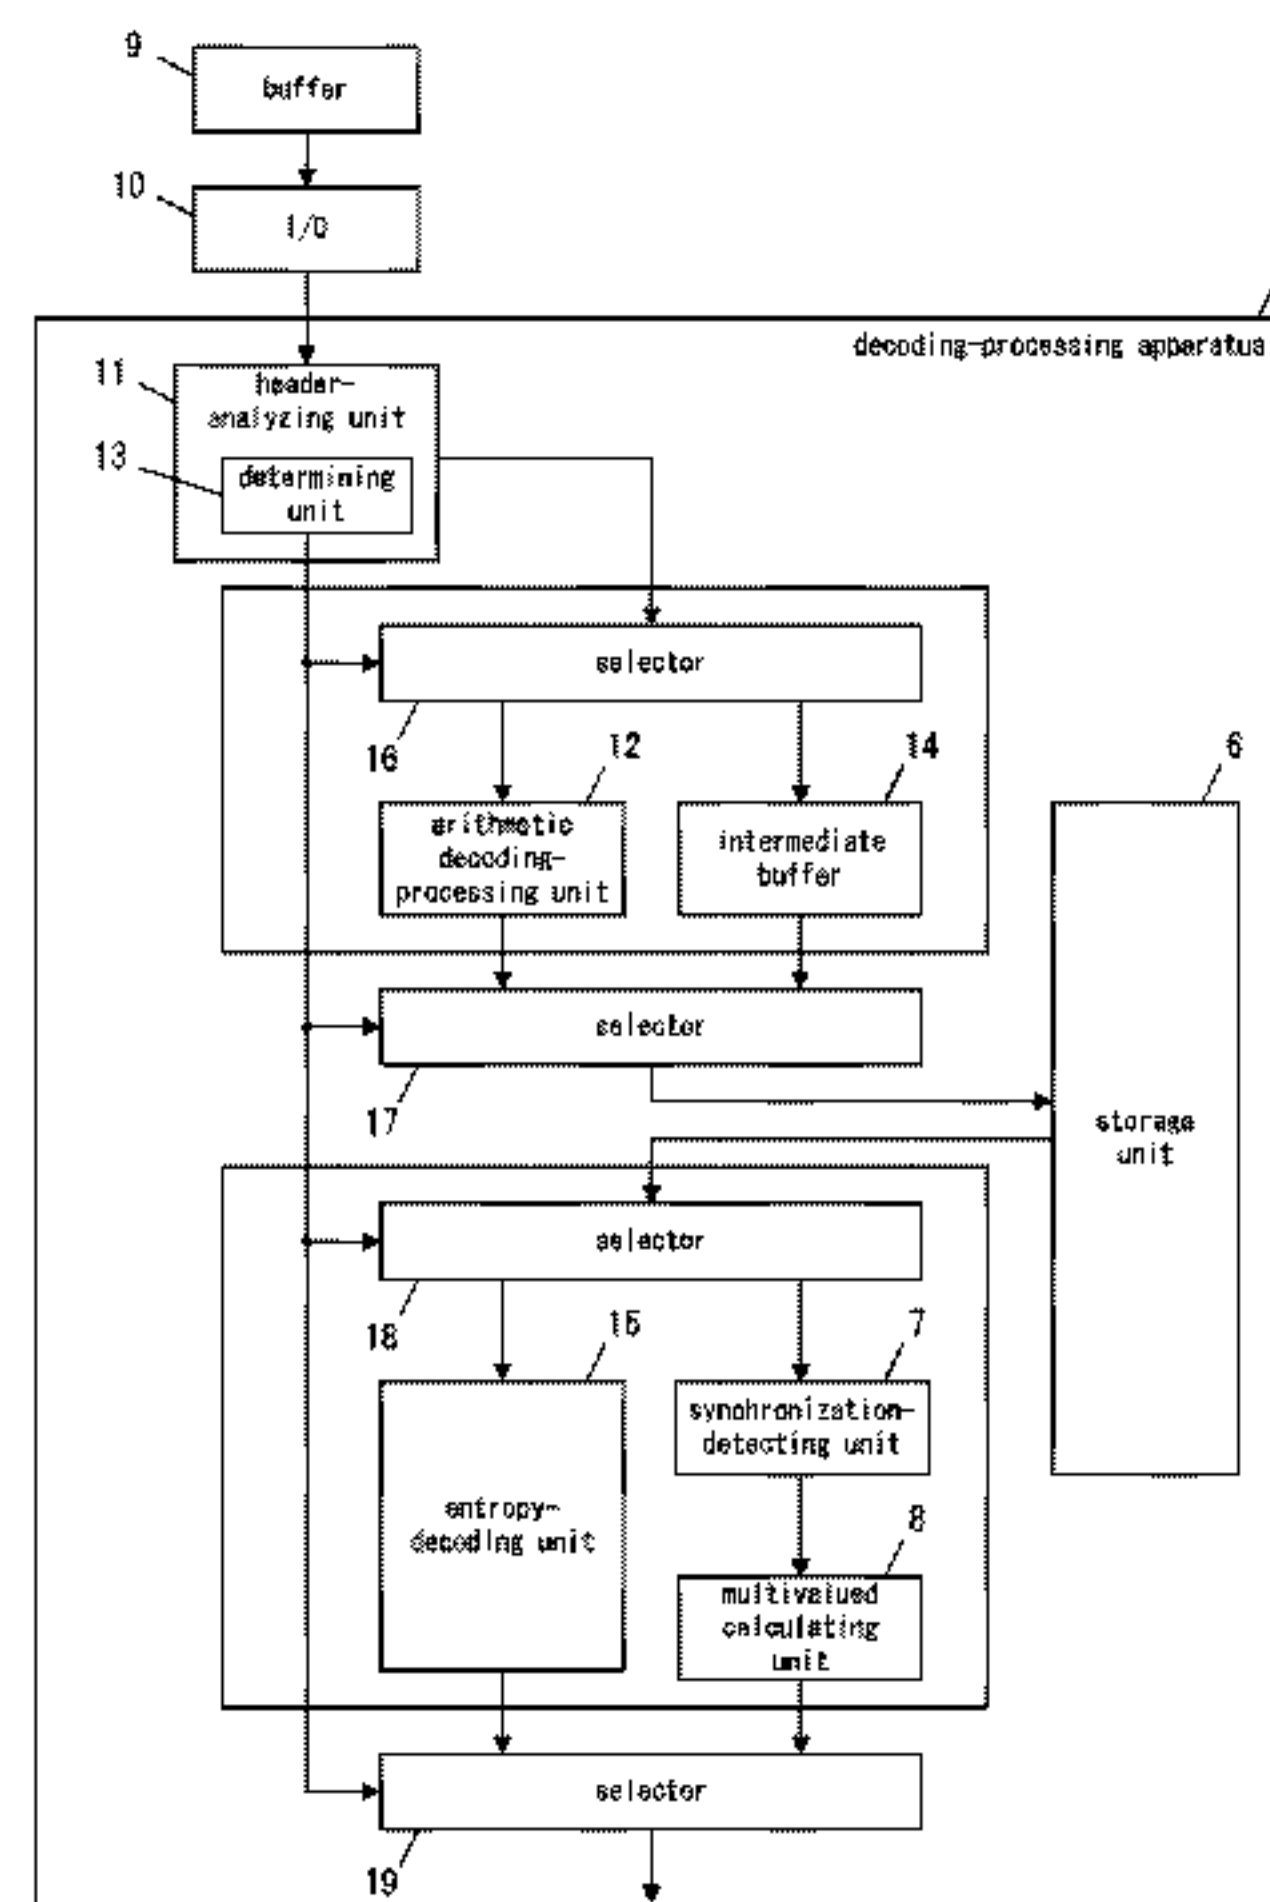 9
buffer
10
I/O
decoding-processing apparatus
11
header-
analyzing unit
13
determining
unit
selector
16
12
14
6
arithmetic
decoding-
processing unit
intermediate
buffer
selector
17
storage
unit
selector
18
15
7
synchronization-
detecting unit
entropy-
decoding unit
8
multivalued
calculating
unit
selector
19